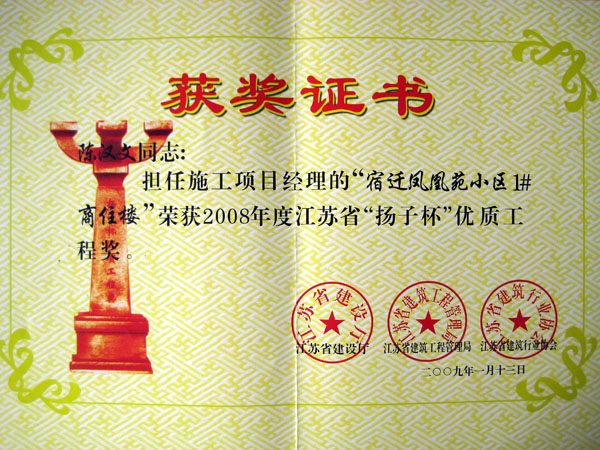 获奖证书
陈汉文同志:
担任施工项目经理的“宿迁凤凰苑小区1#
商住楼”荣获2008年度江苏省“扬子杯”优质工
程奖。
江苏省建设厅
江苏省建筑工程管理局
江苏省建筑行业协会
江苏省建设厅 江苏省建筑工程管理局 江苏省建筑行业协会
二〇〇九年一月十三日